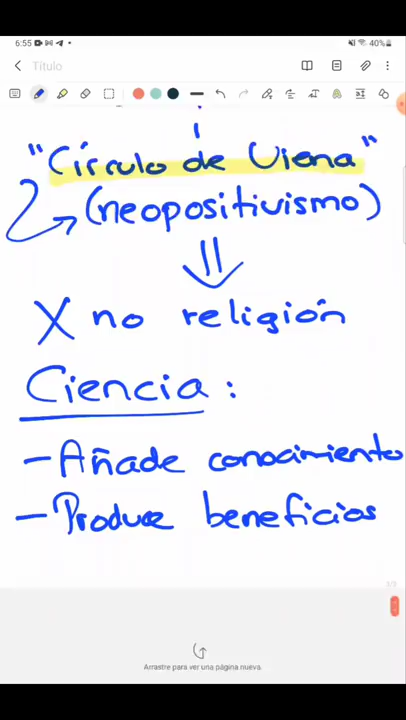 6:55
40%
Título
"Círculo de Viena"
(neopositivismo)
X no religión
Ciencia:
- Añade conocimiento
- Produce beneficios
Arrastre para ver una página nueva.